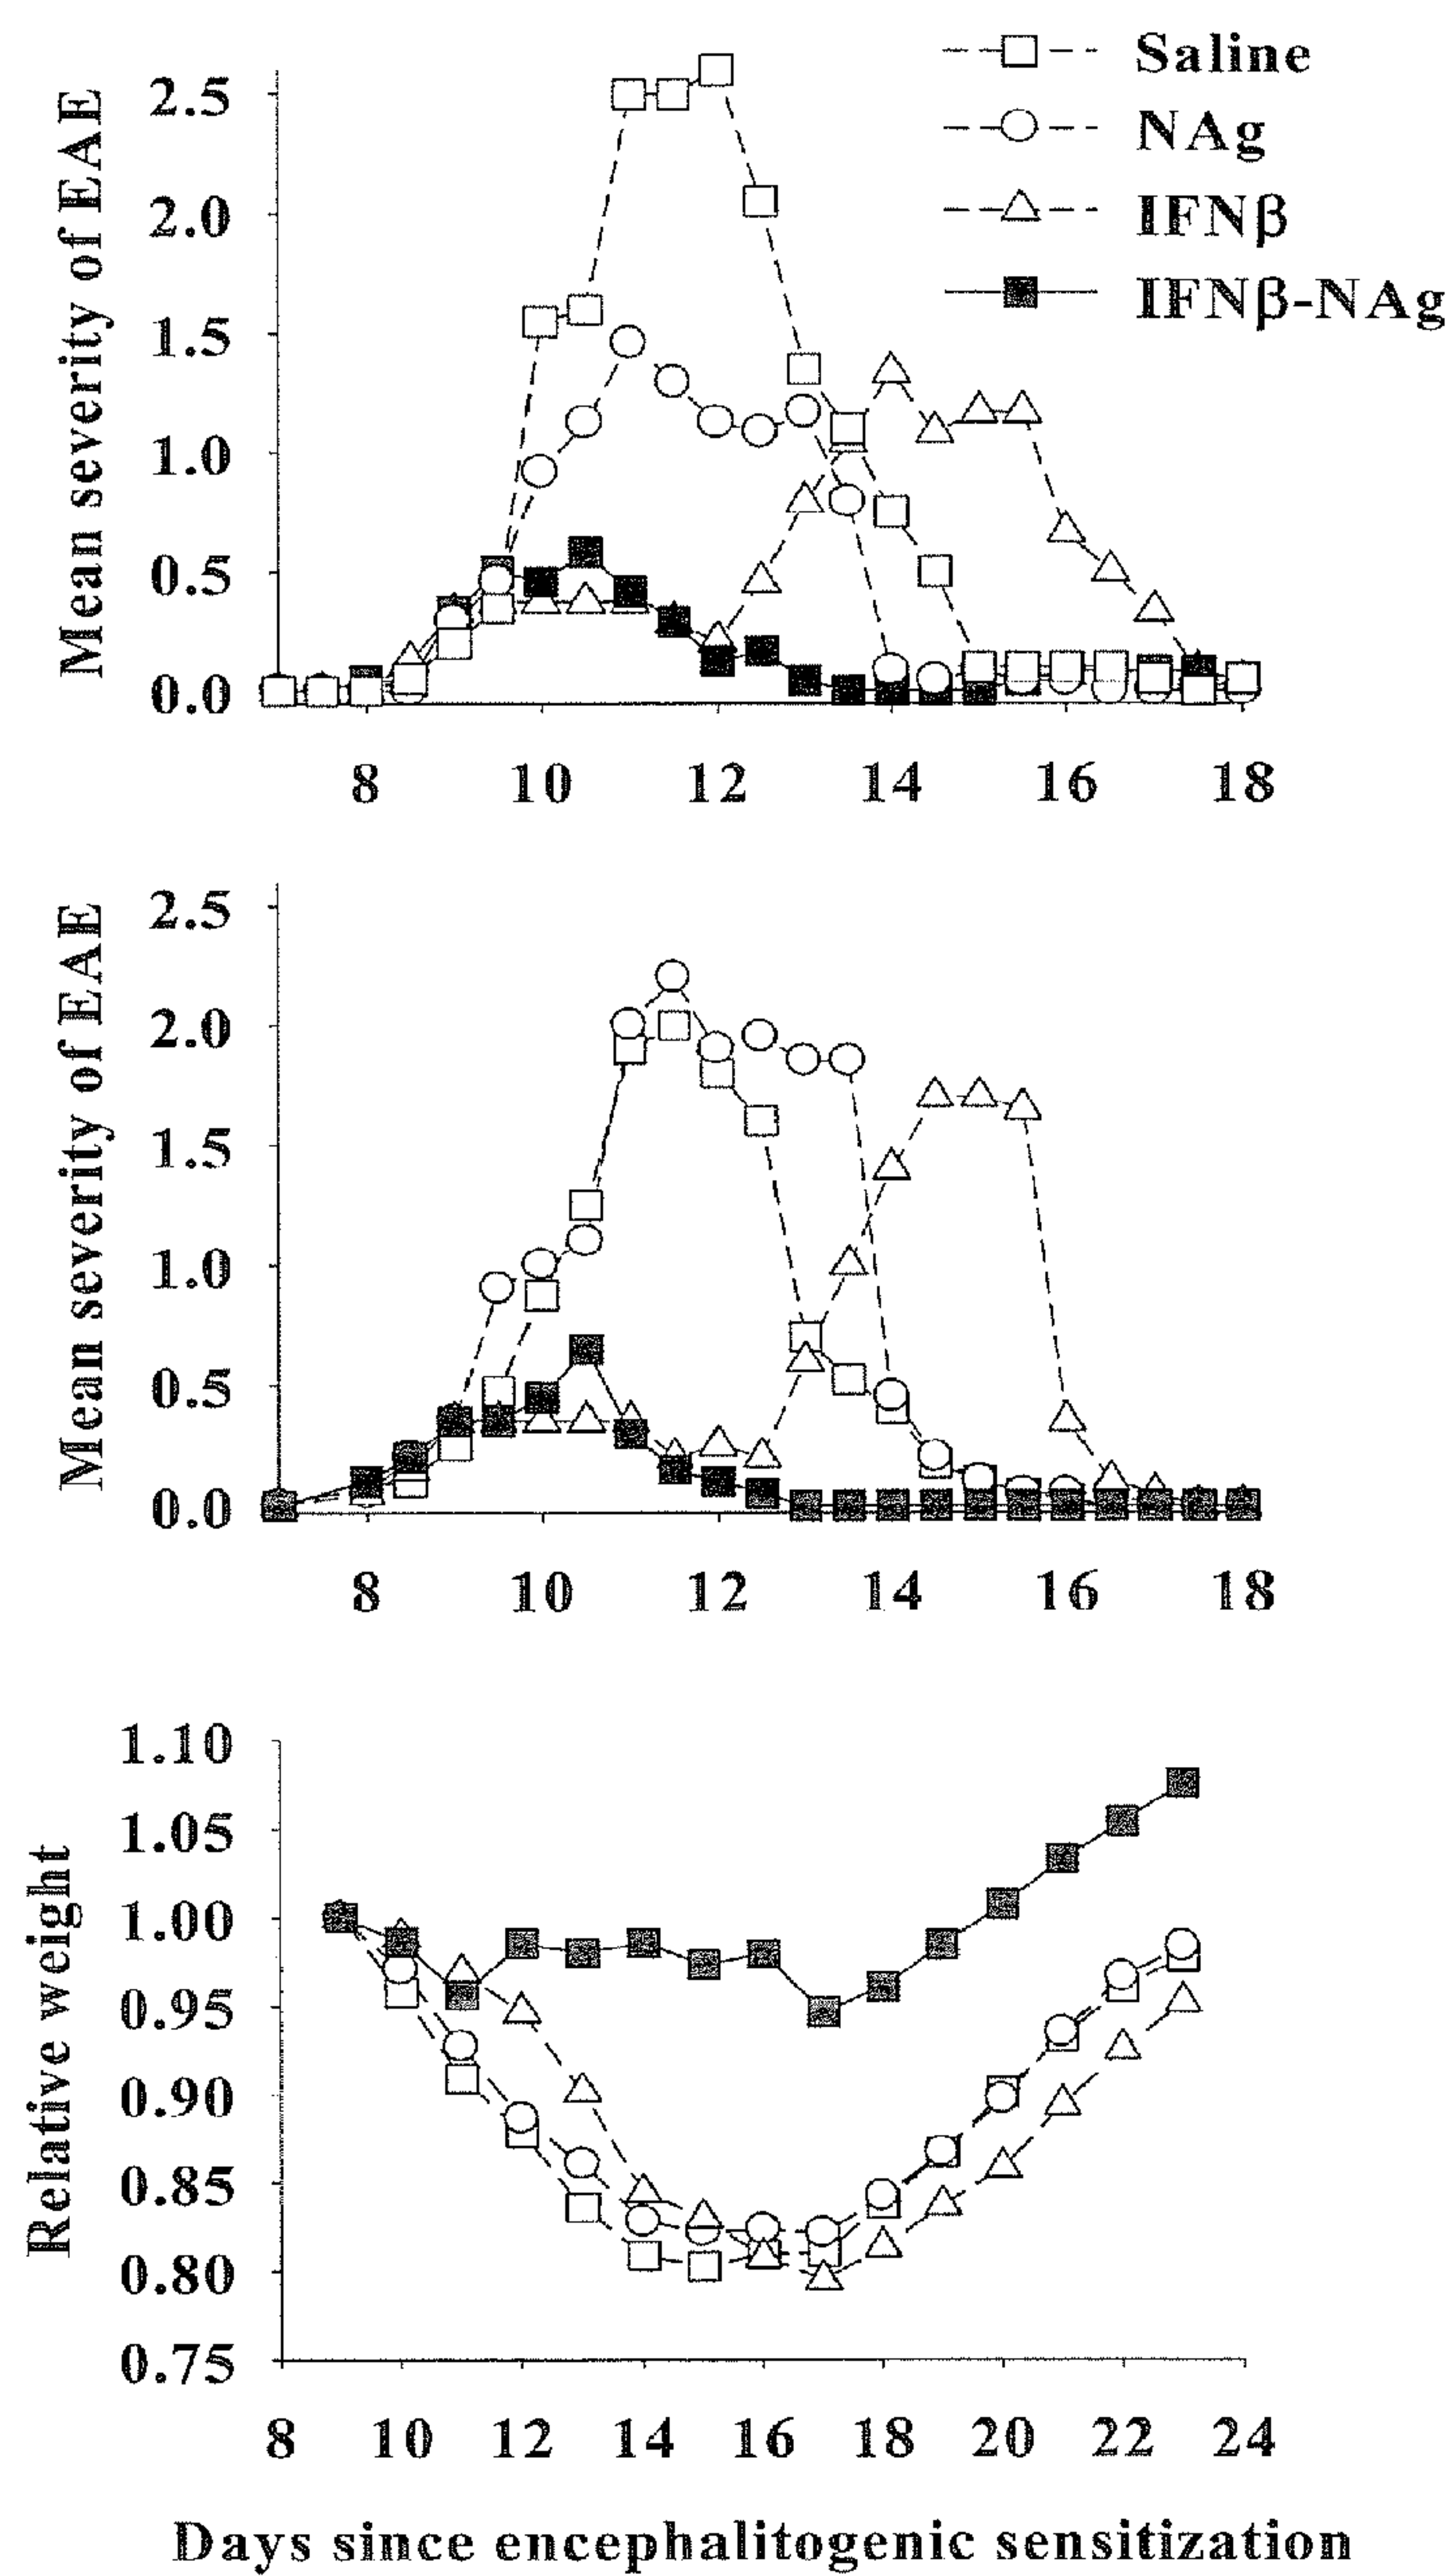 Saline
NAg
IFNβ
IFNβ-NAg
Mean severity of EAE
2.5
2.0
1.5
1.0
0.5
0.0
8 10 12 14 16 18
Mean severity of EAE
2.5
2.0
1.5
1.0
0.5
0.0
8 10 12 14 16 18
Relative weight
1.10
1.05
1.00
0.95
0.90
0.85
0.80
0.75
8 10 12 14 16 18 20 22 24
Days since encephalitogenic sensitization